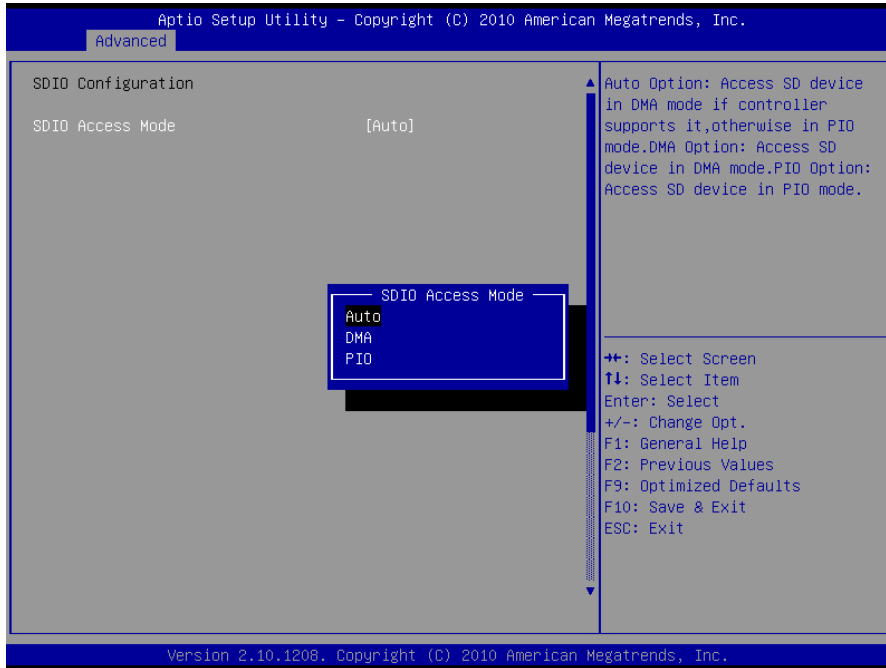 Aptio Setup Utility – Copyright (C) 2010 American Megatrends, Inc.
Advanced
SDIO Configuration
SDIO Access Mode [Auto]
Auto Option: Access SD device
in DMA mode if controller
supports it,otherwise in PIO
mode.DMA Option: Access SD
device in DMA mode.PIO Option:
Access SD device in PIO mode.
SDIO Access Mode
Auto
DMA
PIO
→←: Select Screen
↑↓: Select Item
Enter: Select
+/-: Change Opt.
F1: General Help
F2: Previous Values
F9: Optimized Defaults
F10: Save & Exit
ESC: Exit
Version 2.10.1208. Copyright (C) 2010 American Megatrends, Inc.